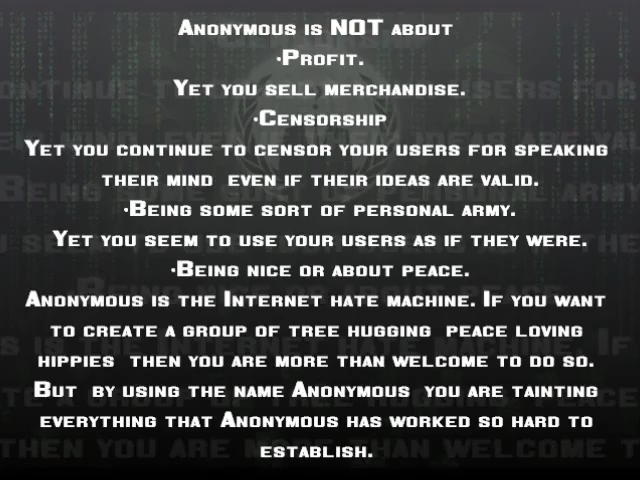 Anonymous is NOT about
·Profit.
Yet you sell merchandise.
·Censorship
Yet you continue to censor your users for speaking
their mind even if their ideas are valid.
·Being some sort of personal army.
Yet you seem to use your users as if they were.
·Being nice or about peace.
Anonymous is the Internet hate machine. If you want
to create a group of tree hugging peace loving
hippies then you are more than welcome to do so.
But by using the name Anonymous you are tainting
everything that Anonymous has worked so hard to
establish.